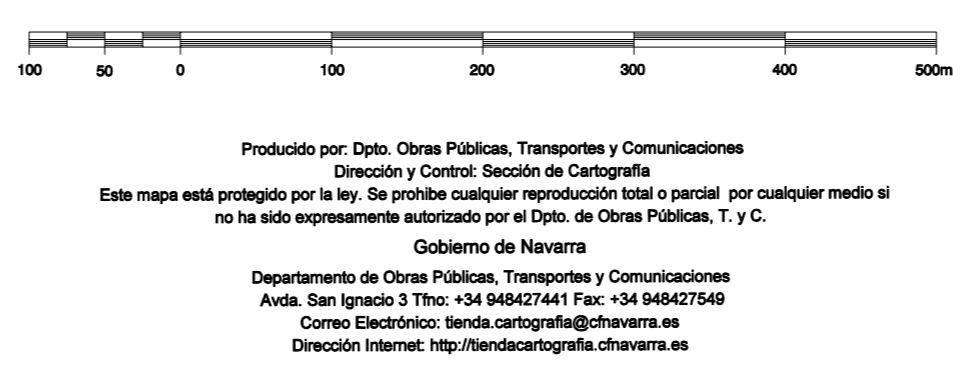 100 50 0 100 200 300 400 500m
Producido por: Dpto. Obras Públicas, Transportes y Comunicaciones
Dirección y Control: Sección de Cartografía
Este mapa está protegido por la ley. Se prohibe cualquier reproducción total o parcial por cualquier medio si
no ha sido expresamente autorizado por el Dpto. de Obras Públicas, T. y C.
Gobierno de Navarra
Departamento de Obras Públicas, Transportes y Comunicaciones
Avda. San Ignacio 3 Tfno: +34 948427441 Fax: +34 948427549
Correo Electrónico: tienda.cartografia@cfnavarra.es
Dirección Internet: http://tiendacartografia.cfnavarra.es